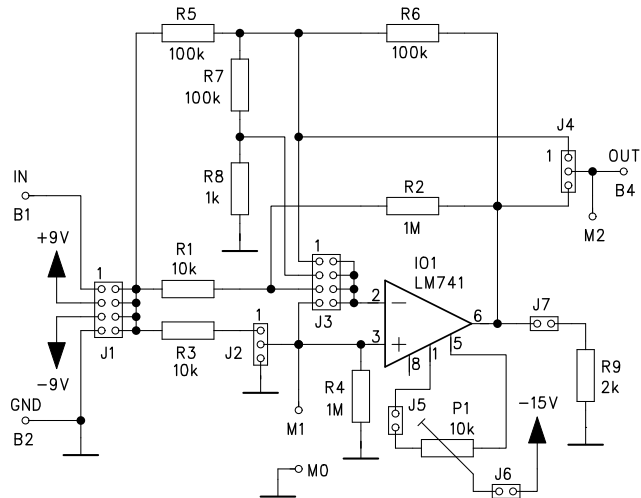 R5
100k
R6
100k
R7
100k
J4
1
OUT
B4
R8
1k
IN
B1
R2
1M
M2
+9V
R1
10k
1
J1
1
J3
IO1
LM741
2
3
6
J7
R3
10k
J2
1
-9V
R4
1M
8
1
5
R9
2k
GND
B2
J5
P1
10k
-15V
M1
M0
J6